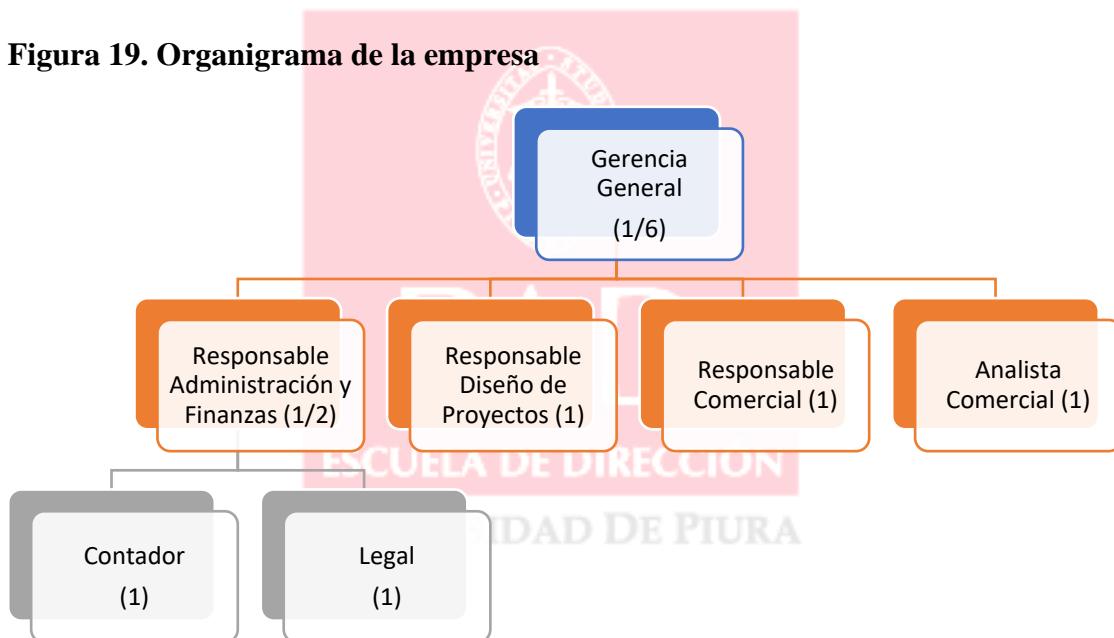 Figura 19. Organigrama de la empresa
Gerencia
General
(1/6)
Responsable
Administración y
Finanzas (1/2)
Responsable
Diseño de
Proyectos (1)
Responsable
Comercial (1)
Analista
Comercial (1)
ESCUELA DE DIRECCIÓN
DE PIURA
Contador
(1)
Legal
(1)